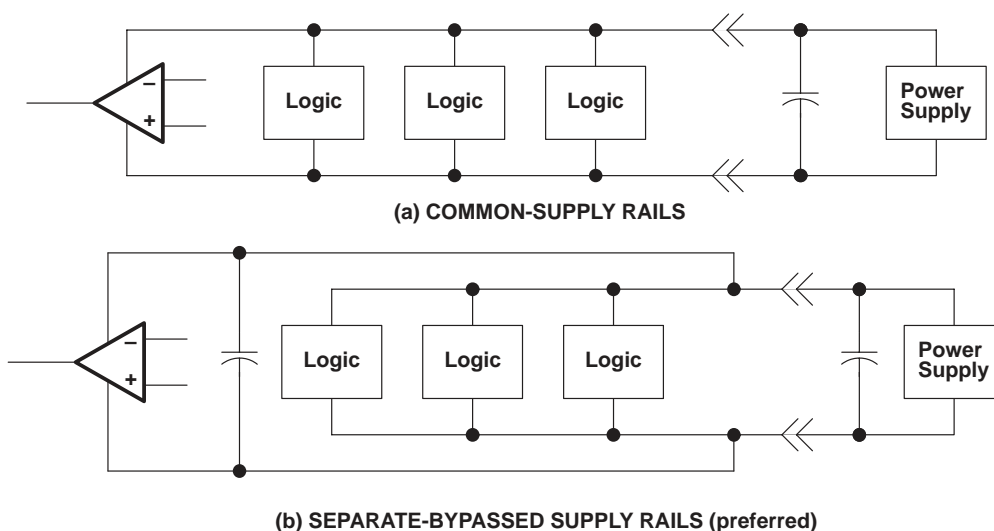 −
+
Logic
Logic
Logic
Power
Supply
(a) COMMON-SUPPLY RAILS
−
+
Logic
Logic
Logic
Power
Supply
(b) SEPARATE-BYPASSED SUPPLY RAILS (preferred)